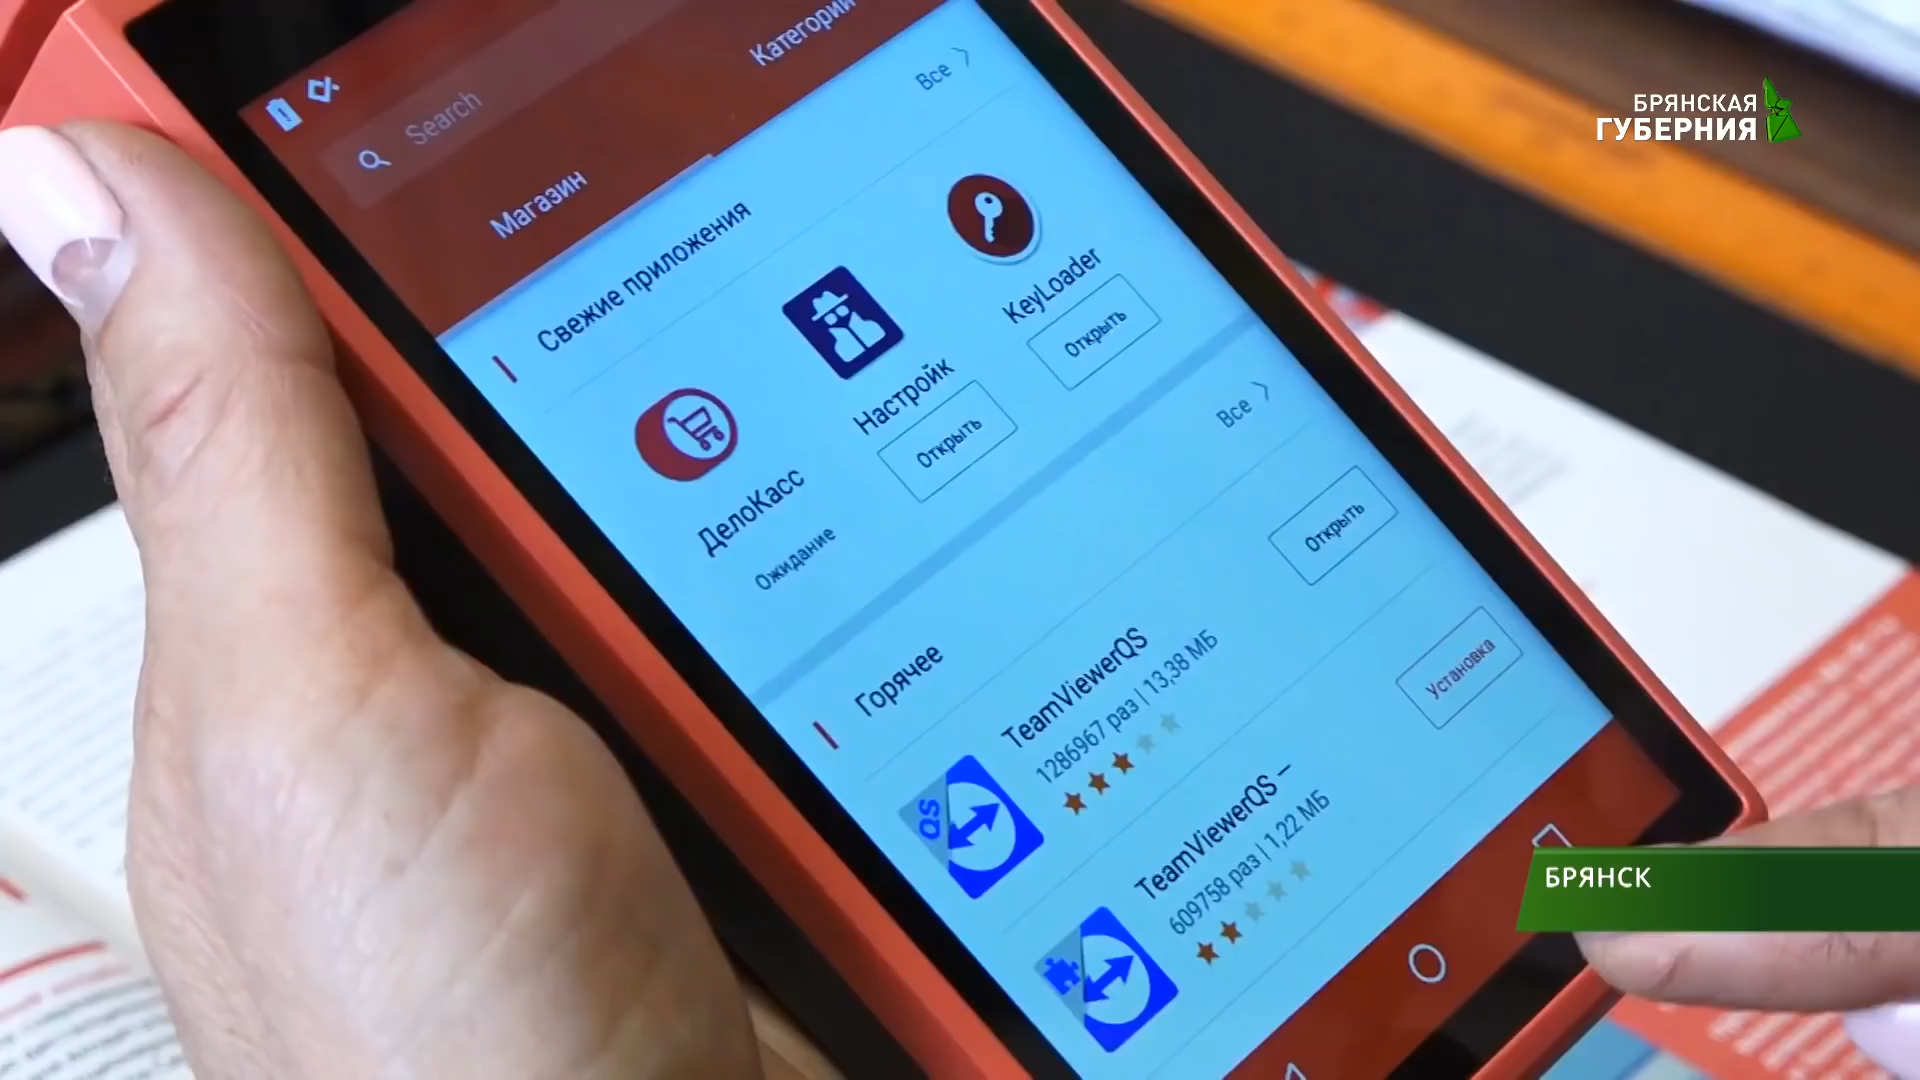 БРЯНСКАЯ
ГУБЕРНИЯ
Search
Магазин
Категории
Свежие приложения
Все
ДелоКасс
Ожидание
Настройк
Открыть
KeyLoader
Открыть
Горячее
Все
QS
TeamViewerQS
1286967 раз | 13,38 МБ
Открыть
TeamViewerQS –
609758 раз | 1,22 МБ
Установка
БРЯНСК